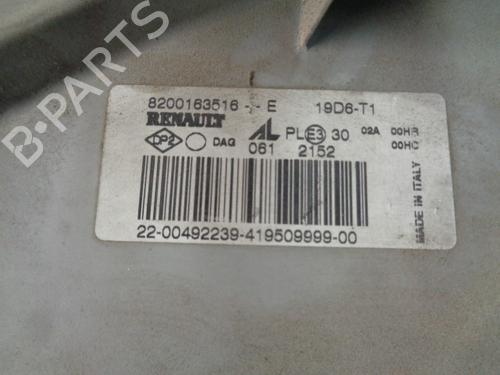 8200163516 - - E 19D6-T1
RENAULT
DP2 DAG AL PL E3 30 02A 00HR
061 2152 00HC
22-00492239-419509999-00
MADE IN ITALY
B-PARTS